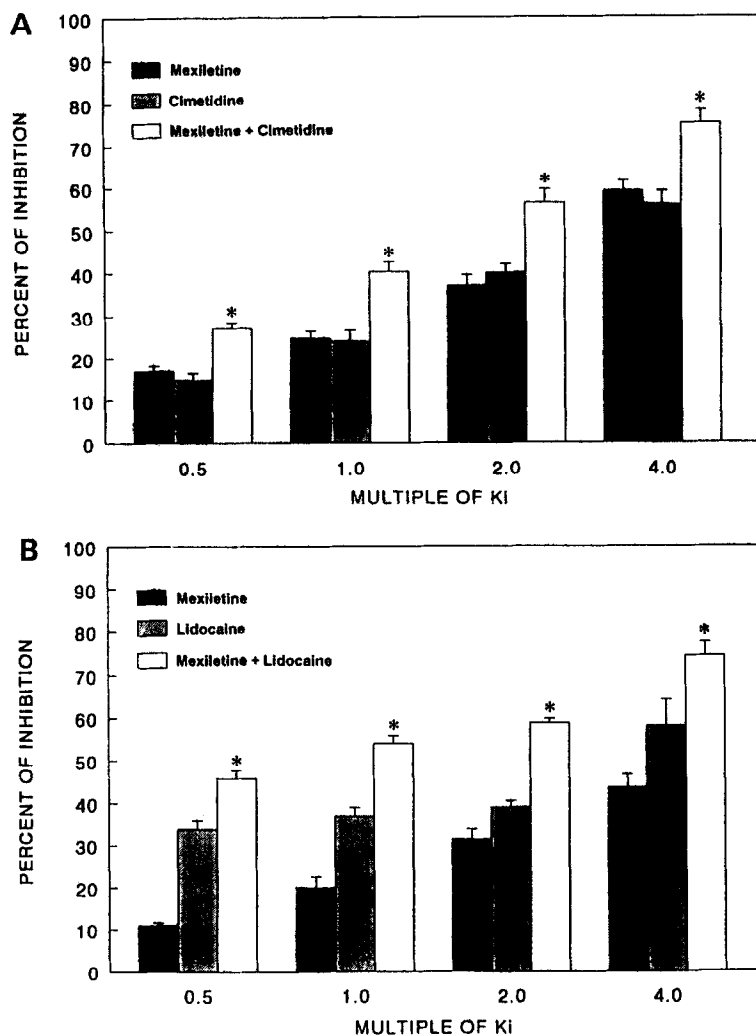 A
PERCENT OF INHIBITION
100
90
80
70
60
50
40
30
20
10
0
Mexiletine
Cimetidine
Mexiletine + Cimetidine
*
*
*
*
0.5 1.0 2.0 4.0
MULTIPLE OF Ki
B
PERCENT OF INHIBITION
100
90
80
70
60
50
40
30
20
10
0
Mexiletine
Lidocaine
Mexiletine + Lidocaine
*
*
*
*
0.5 1.0 2.0 4.0
MULTIPLE OF Ki